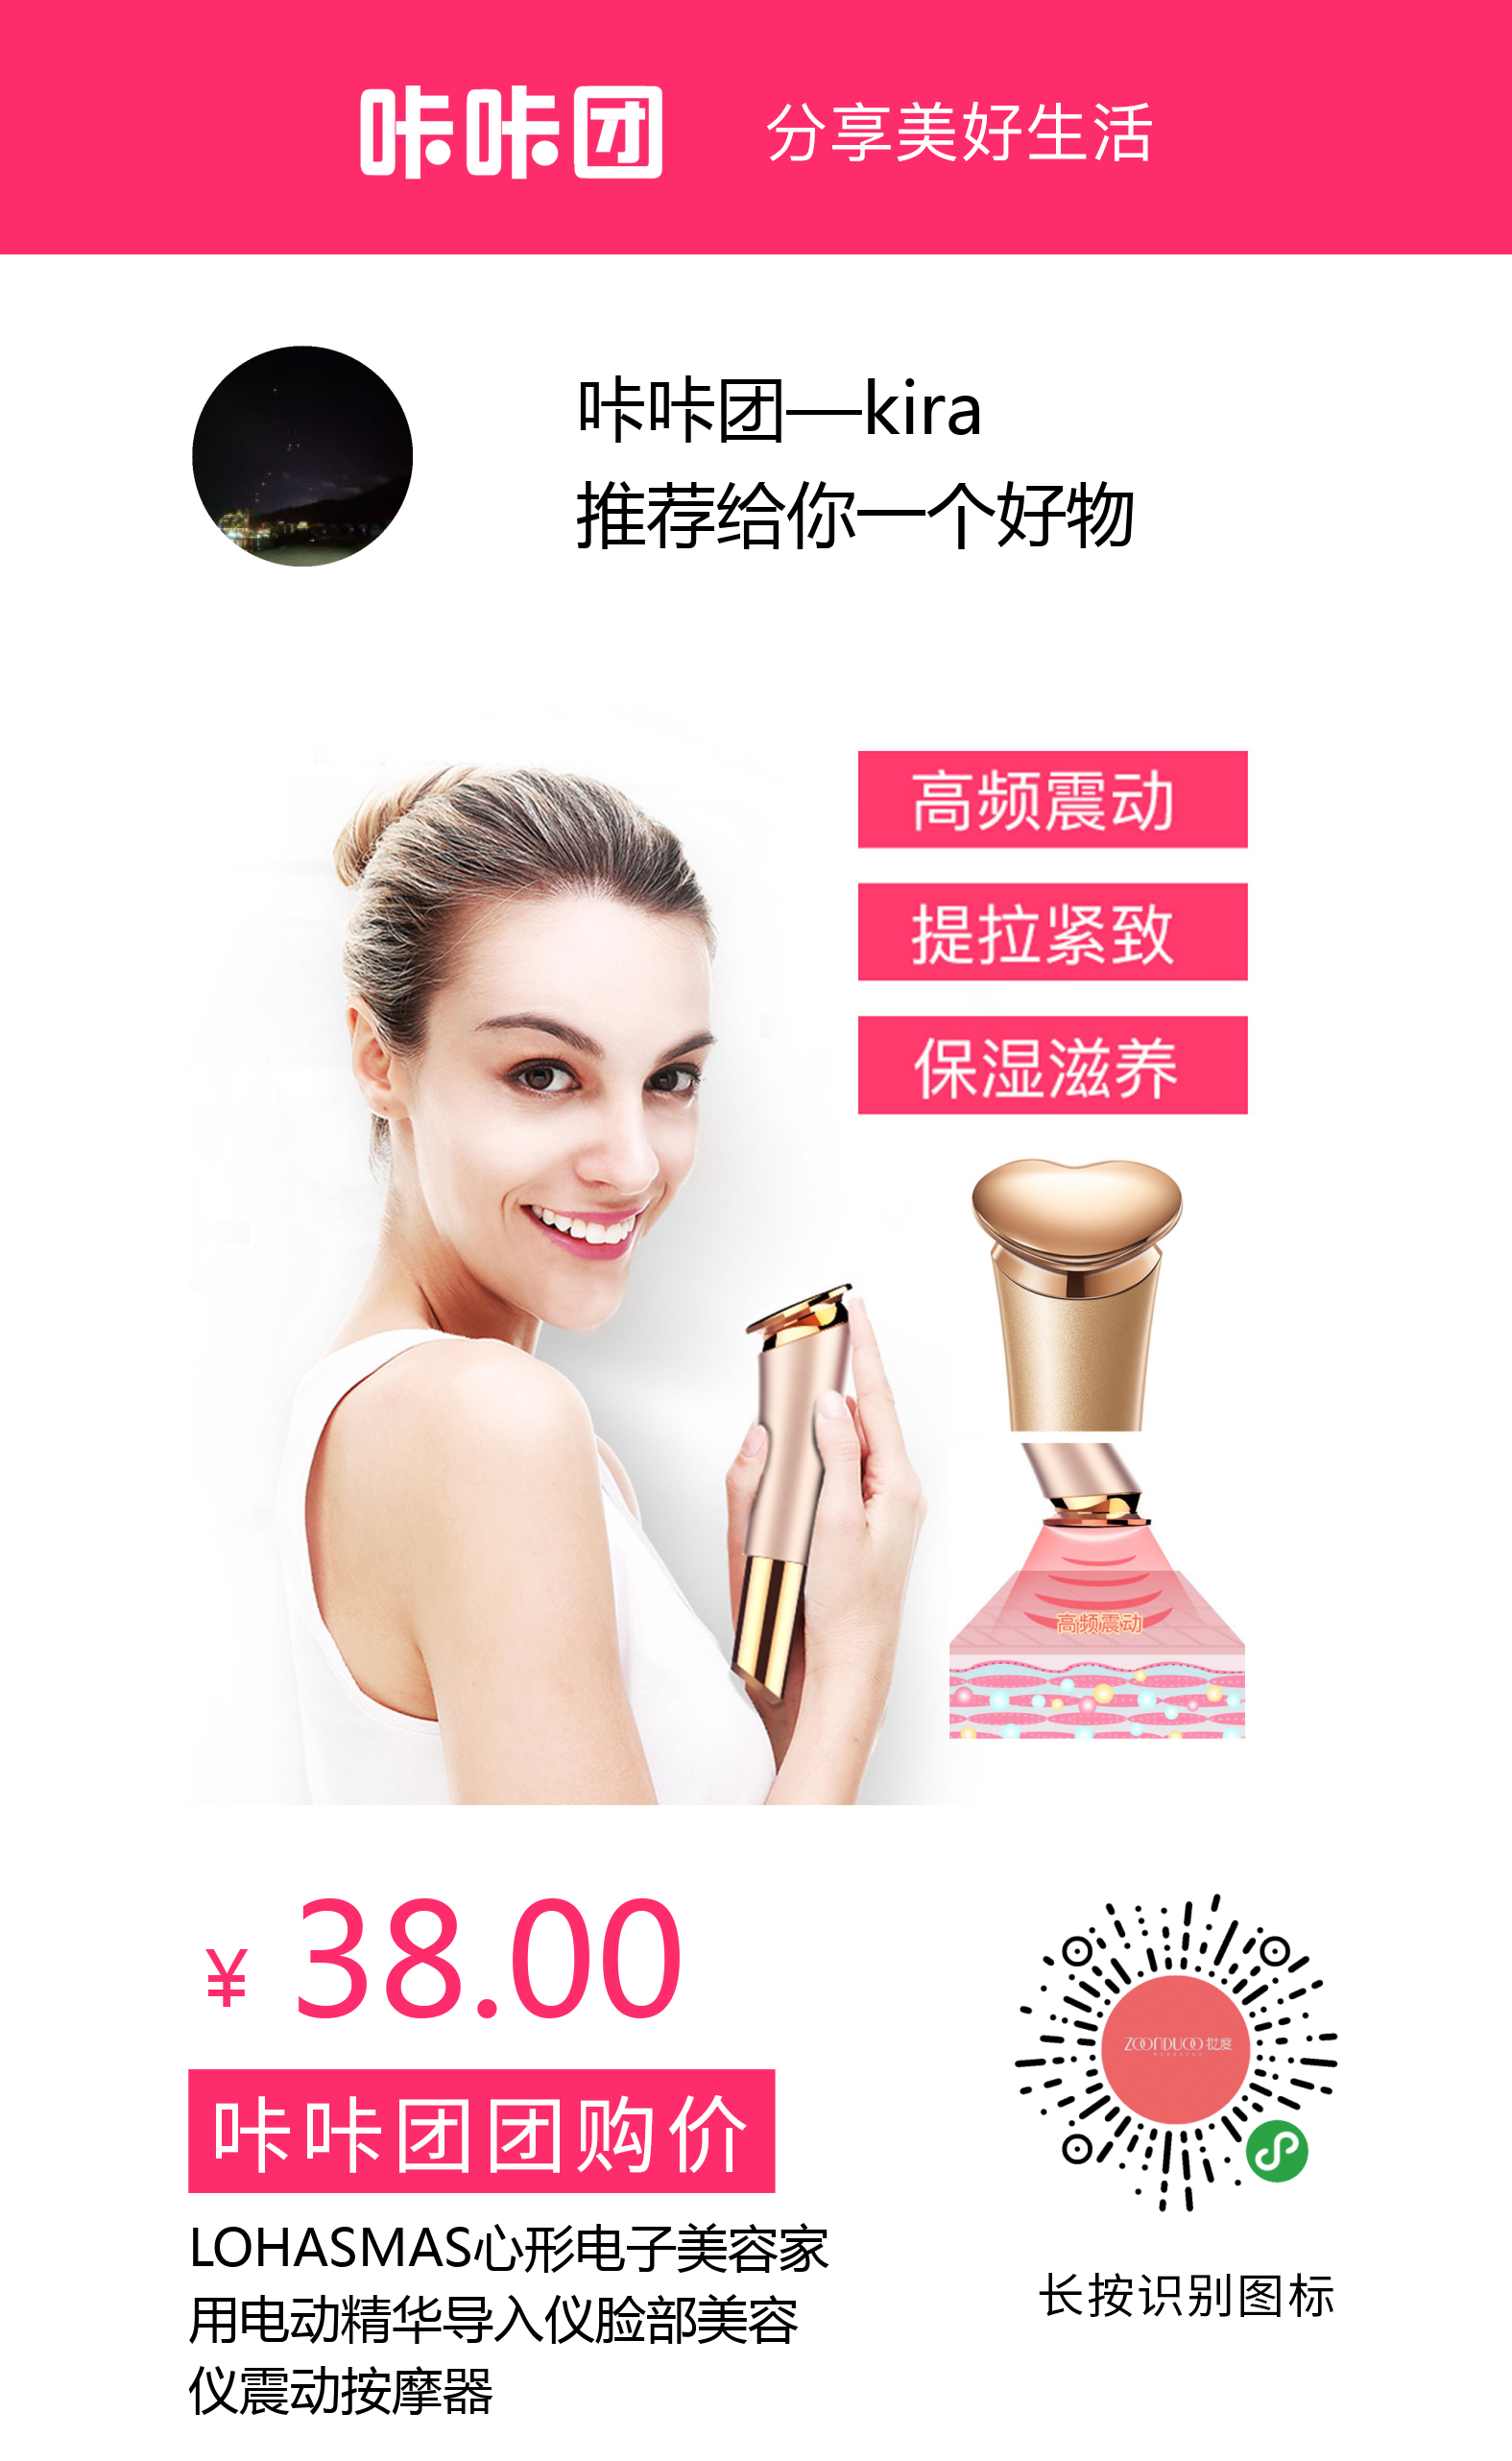 咔咔团 分享美好生活
咔咔团—kira
推荐给你一个好物
高频震动
提拉紧致
保湿滋养
高频震动
¥ 38.00
咔咔团团购价
LOHASMAS心形电子美容家
用电动精华导入仪脸部美容
仪震动按摩器
ZOONDUOO
长按识别图标